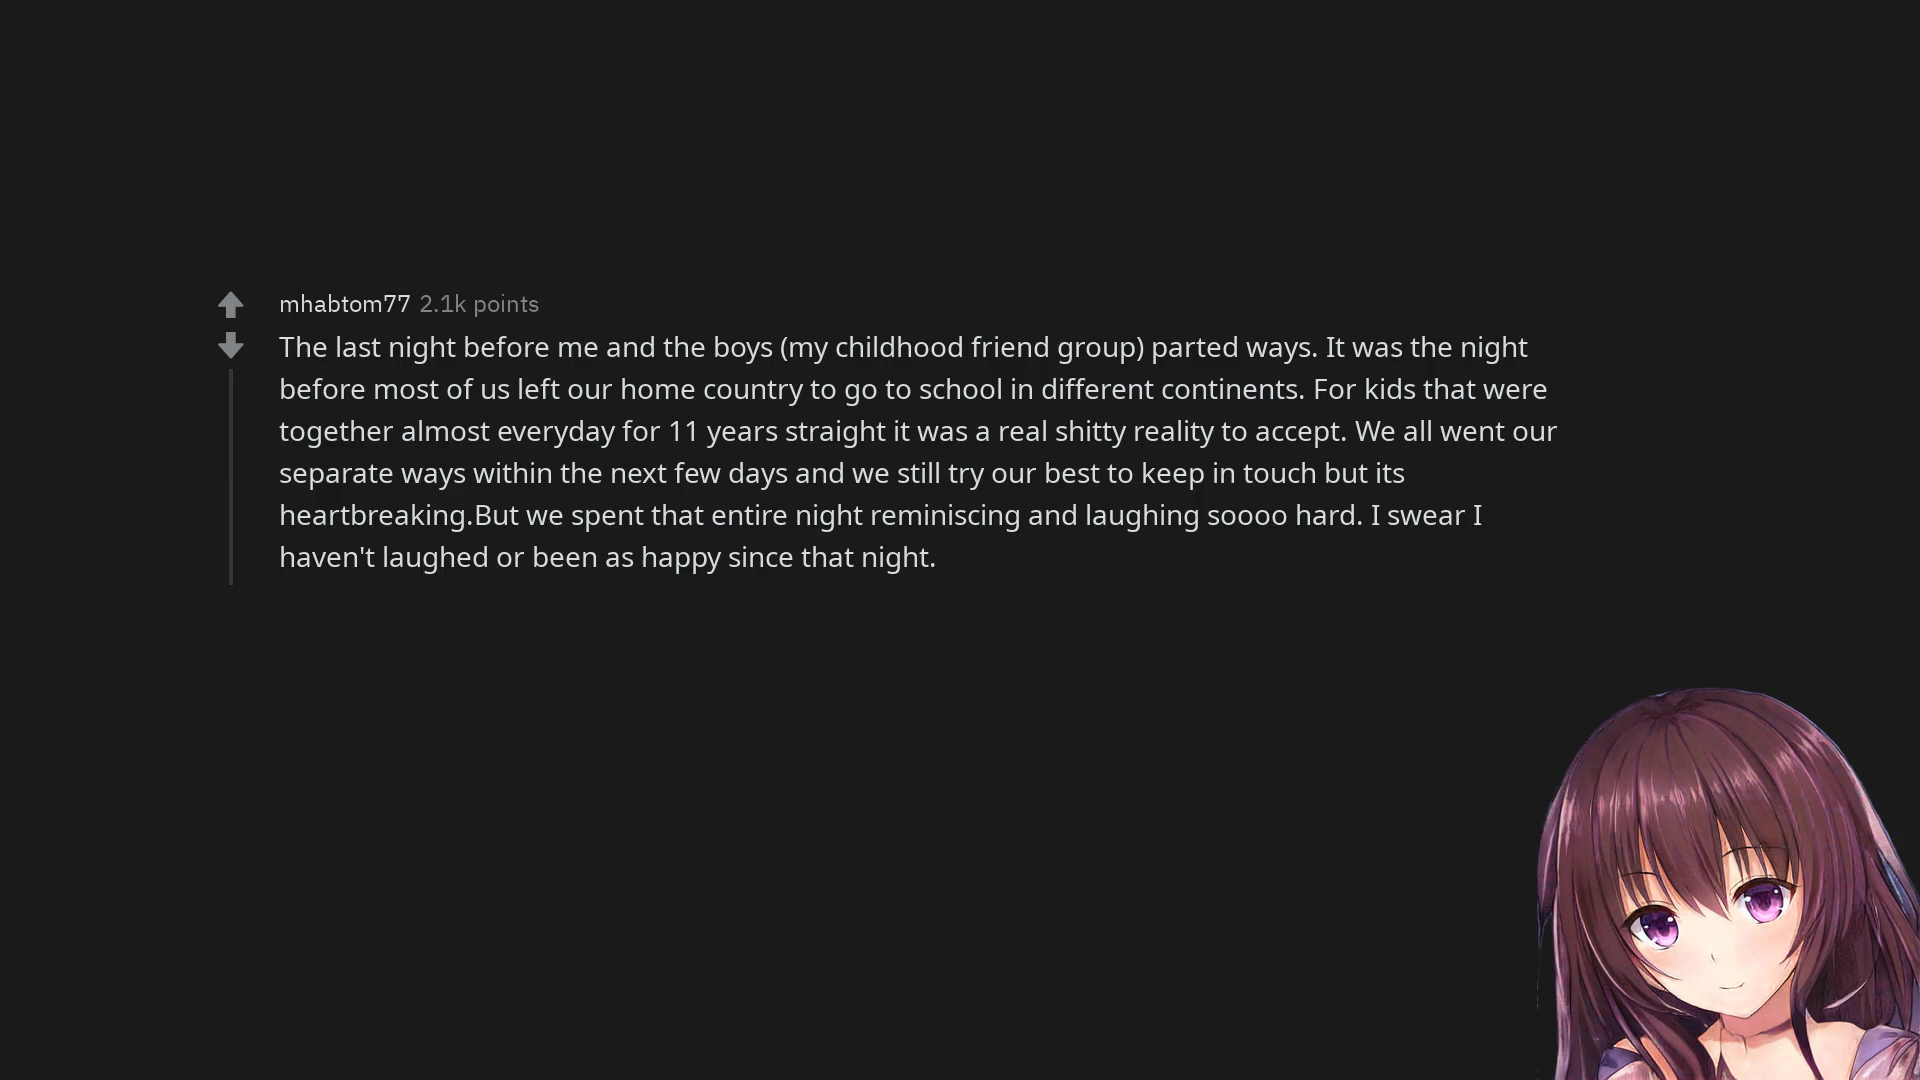 mhabtom77 2.1k points
The last night before me and the boys (my childhood friend group) parted ways. It was the night
before most of us left our home country to go to school in different continents. For kids that were
together almost everyday for 11 years straight it was a real shitty reality to accept. We all went our
separate ways within the next few days and we still try our best to keep in touch but its
heartbreaking.But we spent that entire night reminiscing and laughing soooo hard. I swear I
haven't laughed or been as happy since that night.